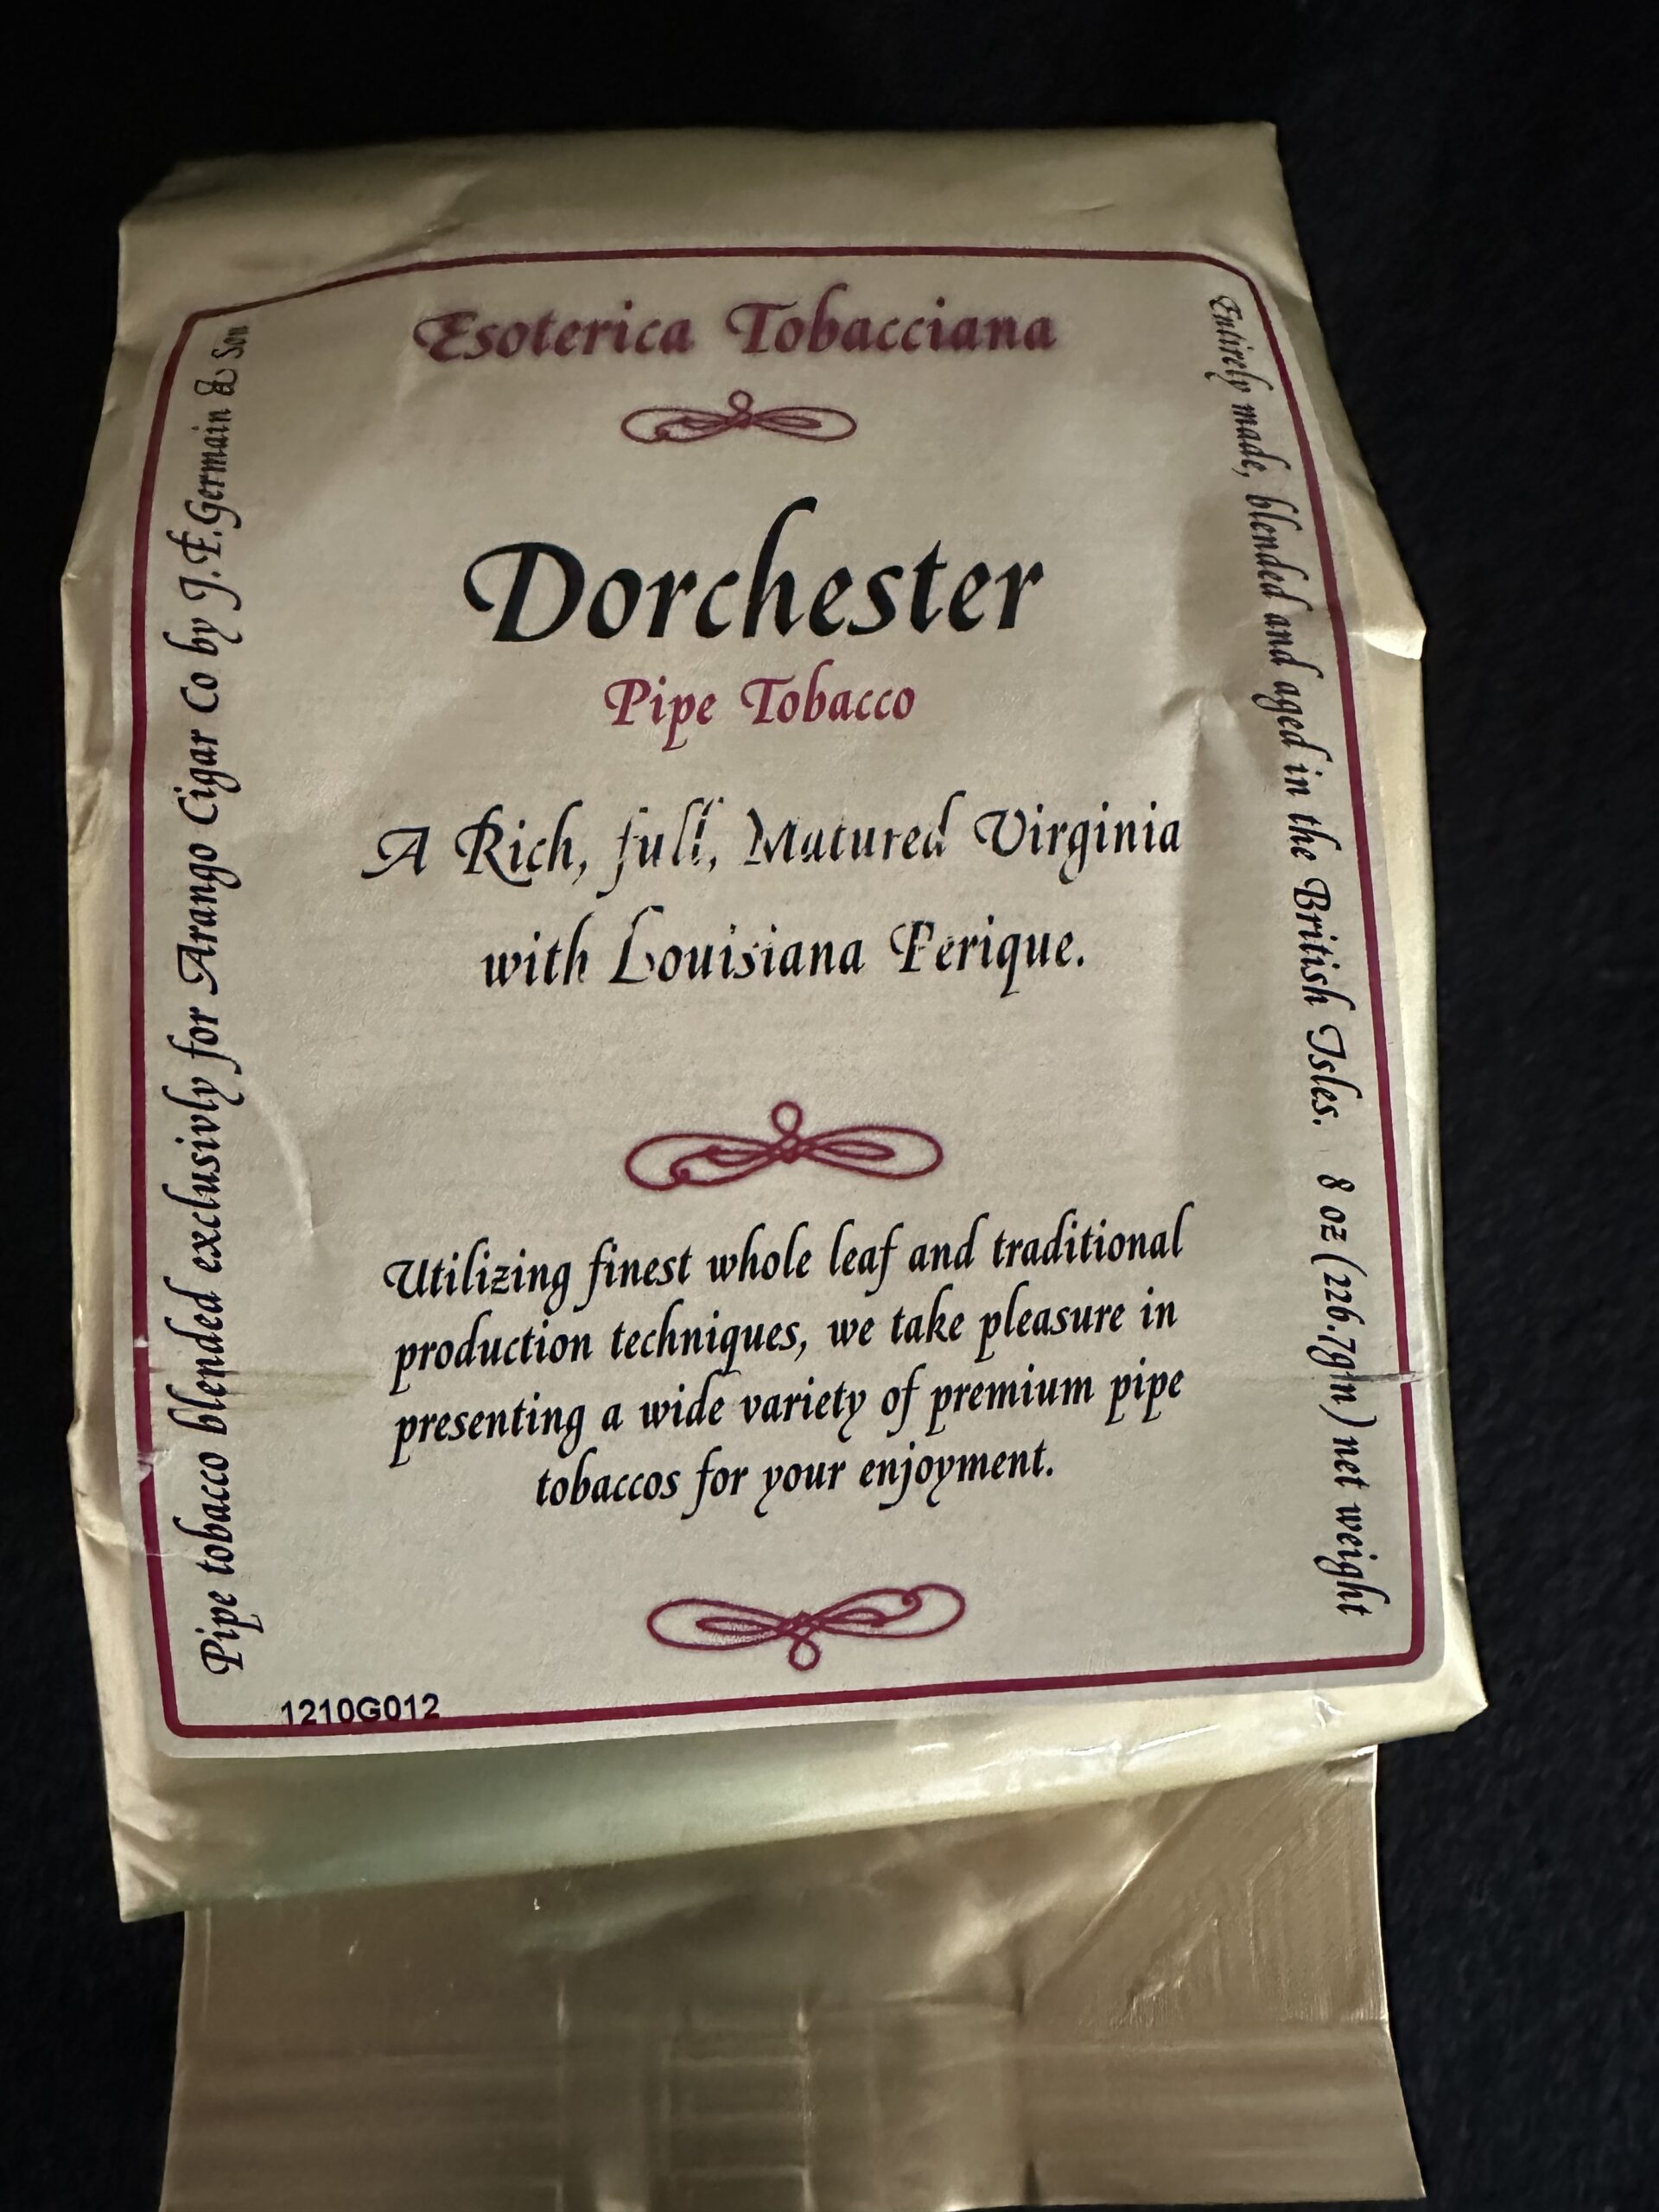 Esoterica Tobacciana
Dorchester
Pipe Tobacco
A Rich, full, Matured Virginia
with Louisiana Perique.
Utilizing finest whole leaf and traditional
production techniques, we take pleasure in
presenting a wide variety of premium pipe
tobaccos for your enjoyment.
Pipe tobacco blended exclusivly for Arango Cigar Co by J.F.Germain & Son
Entirely made, blended and aged in the British Isles. 8 oz (226.7gm) net weight
1210G012